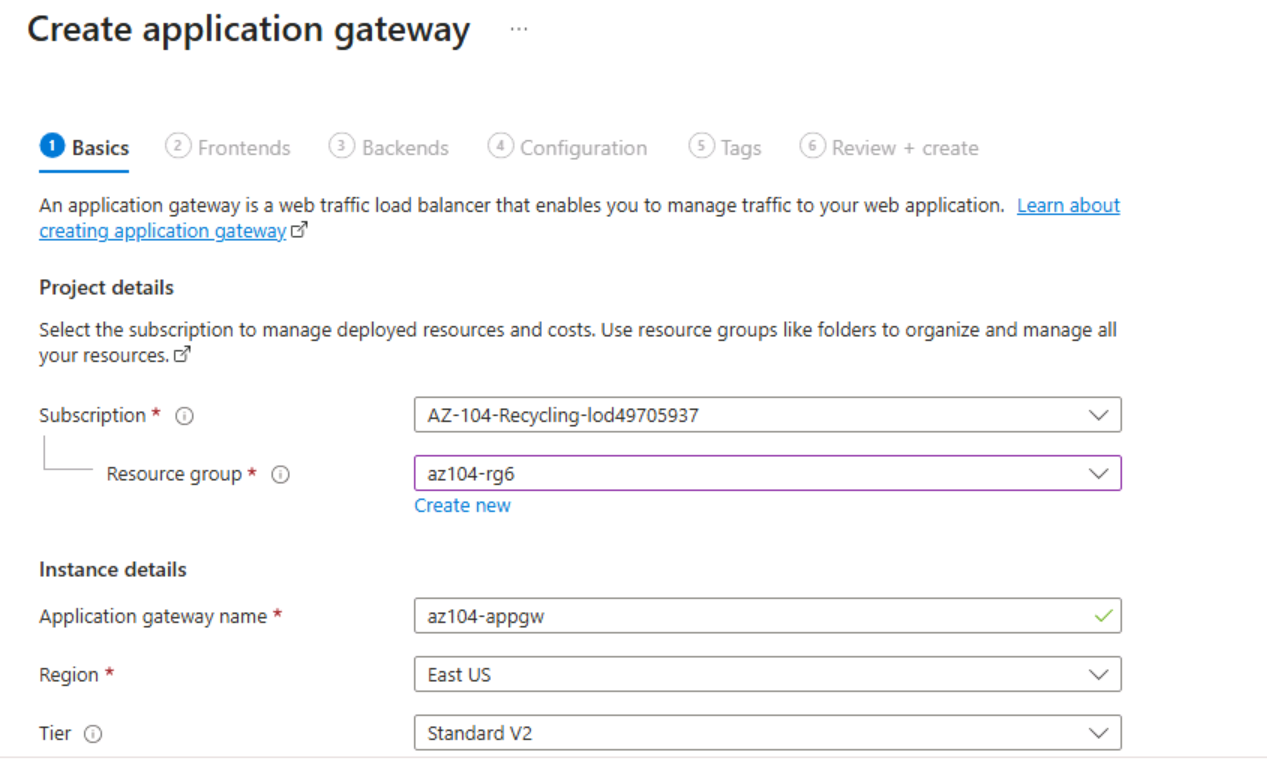 Create application gateway ...
1 Basics 2 Frontends 3 Backends 4 Configuration 5 Tags 6 Review + create
An application gateway is a web traffic load balancer that enables you to manage traffic to your web application. Learn about
creating application gateway
Project details
Select the subscription to manage deployed resources and costs. Use resource groups like folders to organize and manage all
your resources.
Subscription * AZ-104-Recycling-lod49705937
Resource group * az104-rg6
Create new
Instance details
Application gateway name * az104-appgw
Region * East US
Tier Standard V2